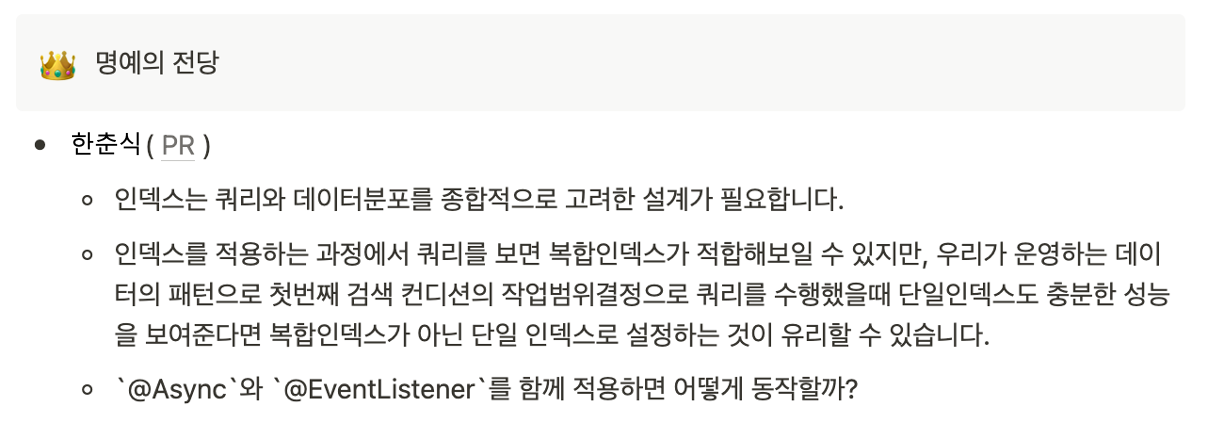 👑 명예의 전당
• 한춘식 ( PR )
◦ 인덱스는 쿼리와 데이터분포를 종합적으로 고려한 설계가 필요합니다.
◦ 인덱스를 적용하는 과정에서 쿼리를 보면 복합인덱스가 적합해보일 수 있지만, 우리가 운영하는 데이
터의 패턴으로 첫번째 검색 컨디션의 작업범위결정으로 쿼리를 수행했을때 단일인덱스도 충분한 성능
을 보여준다면 복합인덱스가 아닌 단일 인덱스로 설정하는 것이 유리할 수 있습니다.
◦ `@Async`와 `@EventListener`를 함께 적용하면 어떻게 동작할까?